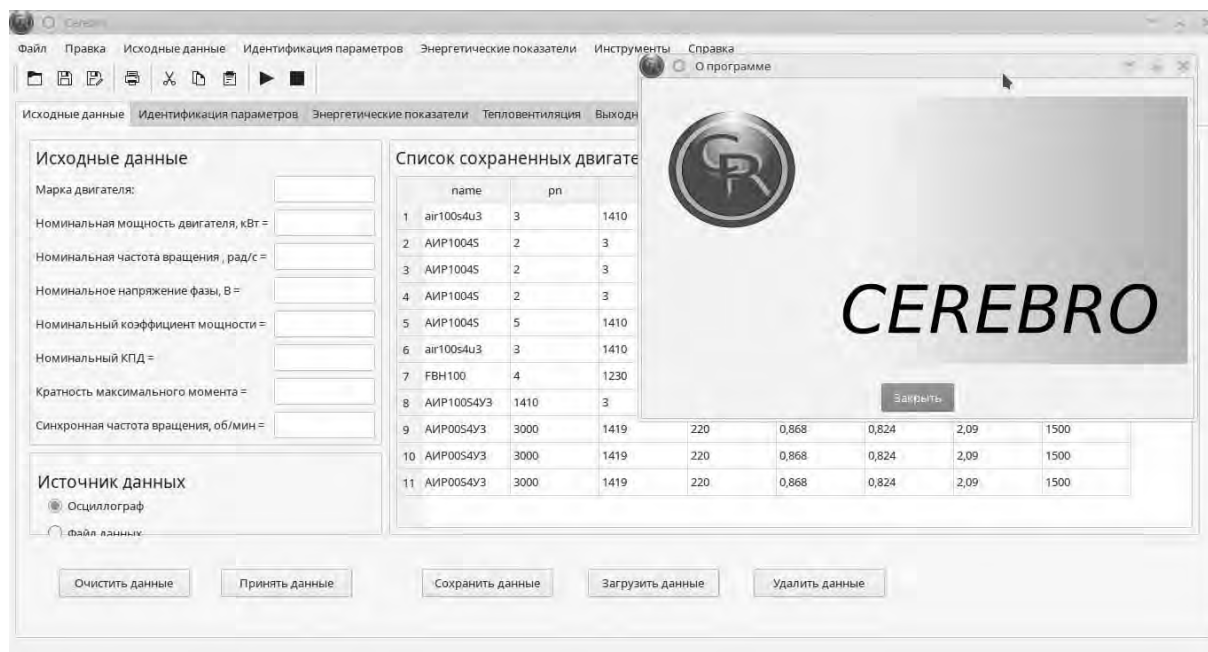 Cerebro
Файл Правка Исходные данные Идентификация параметров Энергетические показатели Инструменты Справка
О программе
Исходные данные Идентификация параметров Энергетические показатели Тепловентиляция Выходн
Исходные данные
Марка двигателя:
Номинальная мощность двигателя, кВт =
Номинальная частота вращения , рад/с =
Номинальное напряжение фазы, В =
Номинальный коэффициент мощности =
Номинальный КПД =
Кратность максимального момента =
Синхронная частота вращения, об/мин =
Источник данных
Осциллограф
Файл данных
Список сохраненных двигате
name pn
1 air100s4u3 3 1410
2 АИР1004S 2 3
3 АИР1004S 2 3
4 АИР1004S 2 3
5 АИР1004S 5 1410
6 air100s4u3 3 1410
7 FBH100 4 1230
8 АИР100S4У3 1410 3
9 АИР00S4У3 3000 1419 220 0,868 0,824 2,09 1500
10 АИР00S4У3 3000 1419 220 0,868 0,824 2,09 1500
11 АИР00S4У3 3000 1419 220 0,868 0,824 2,09 1500
CR
CEREBRO
Закрыть
Очистить данные Принять данные Сохранить данные Загрузить данные Удалить данные